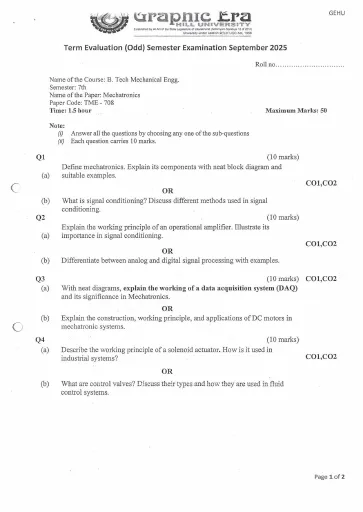 GEHU
Graphic Era
HILL UNIVERSITY
Term Evaluation (Odd) Semester Examination September 2025
Roll no..............................
Name of the Course: B. Tech Mechanical Engg.
Semester: 7th
Name of the Paper: Mechatronics
Paper Code: TME - 708
Time: 1.5 hour Maximum Marks: 50
Note:
(i) Answer all the questions by choosing any one of the sub-questions
(ii) Each question carries 10 marks.
Q1 (10 marks)
Define mechatronics. Explain its components with neat block diagram and
(a) suitable examples.
CO1,CO2
OR
(b) What is signal conditioning? Discuss different methods used in signal
conditioning.
Q2 (10 marks)
Explain the working principle of an operational amplifier. Illustrate its
(a) importance in signal conditioning.
CO1,CO2
OR
(b) Differentiate between analog and digital signal processing with examples.
Q3 (10 marks) CO1,CO2
(a) With neat diagrams, explain the working of a data acquisition system (DAQ)
and its significance in Mechatronics.
OR
(b) Explain the construction, working principle, and applications of DC motors in
mechatronic systems.
Q4 (10 marks)
(a) Describe the working principle of a solenoid actuator. How is it used in
industrial systems? CO1,CO2
OR
(b) What are control valves? Discuss their types and how they are used in fluid
control systems.
Page 1 of 2